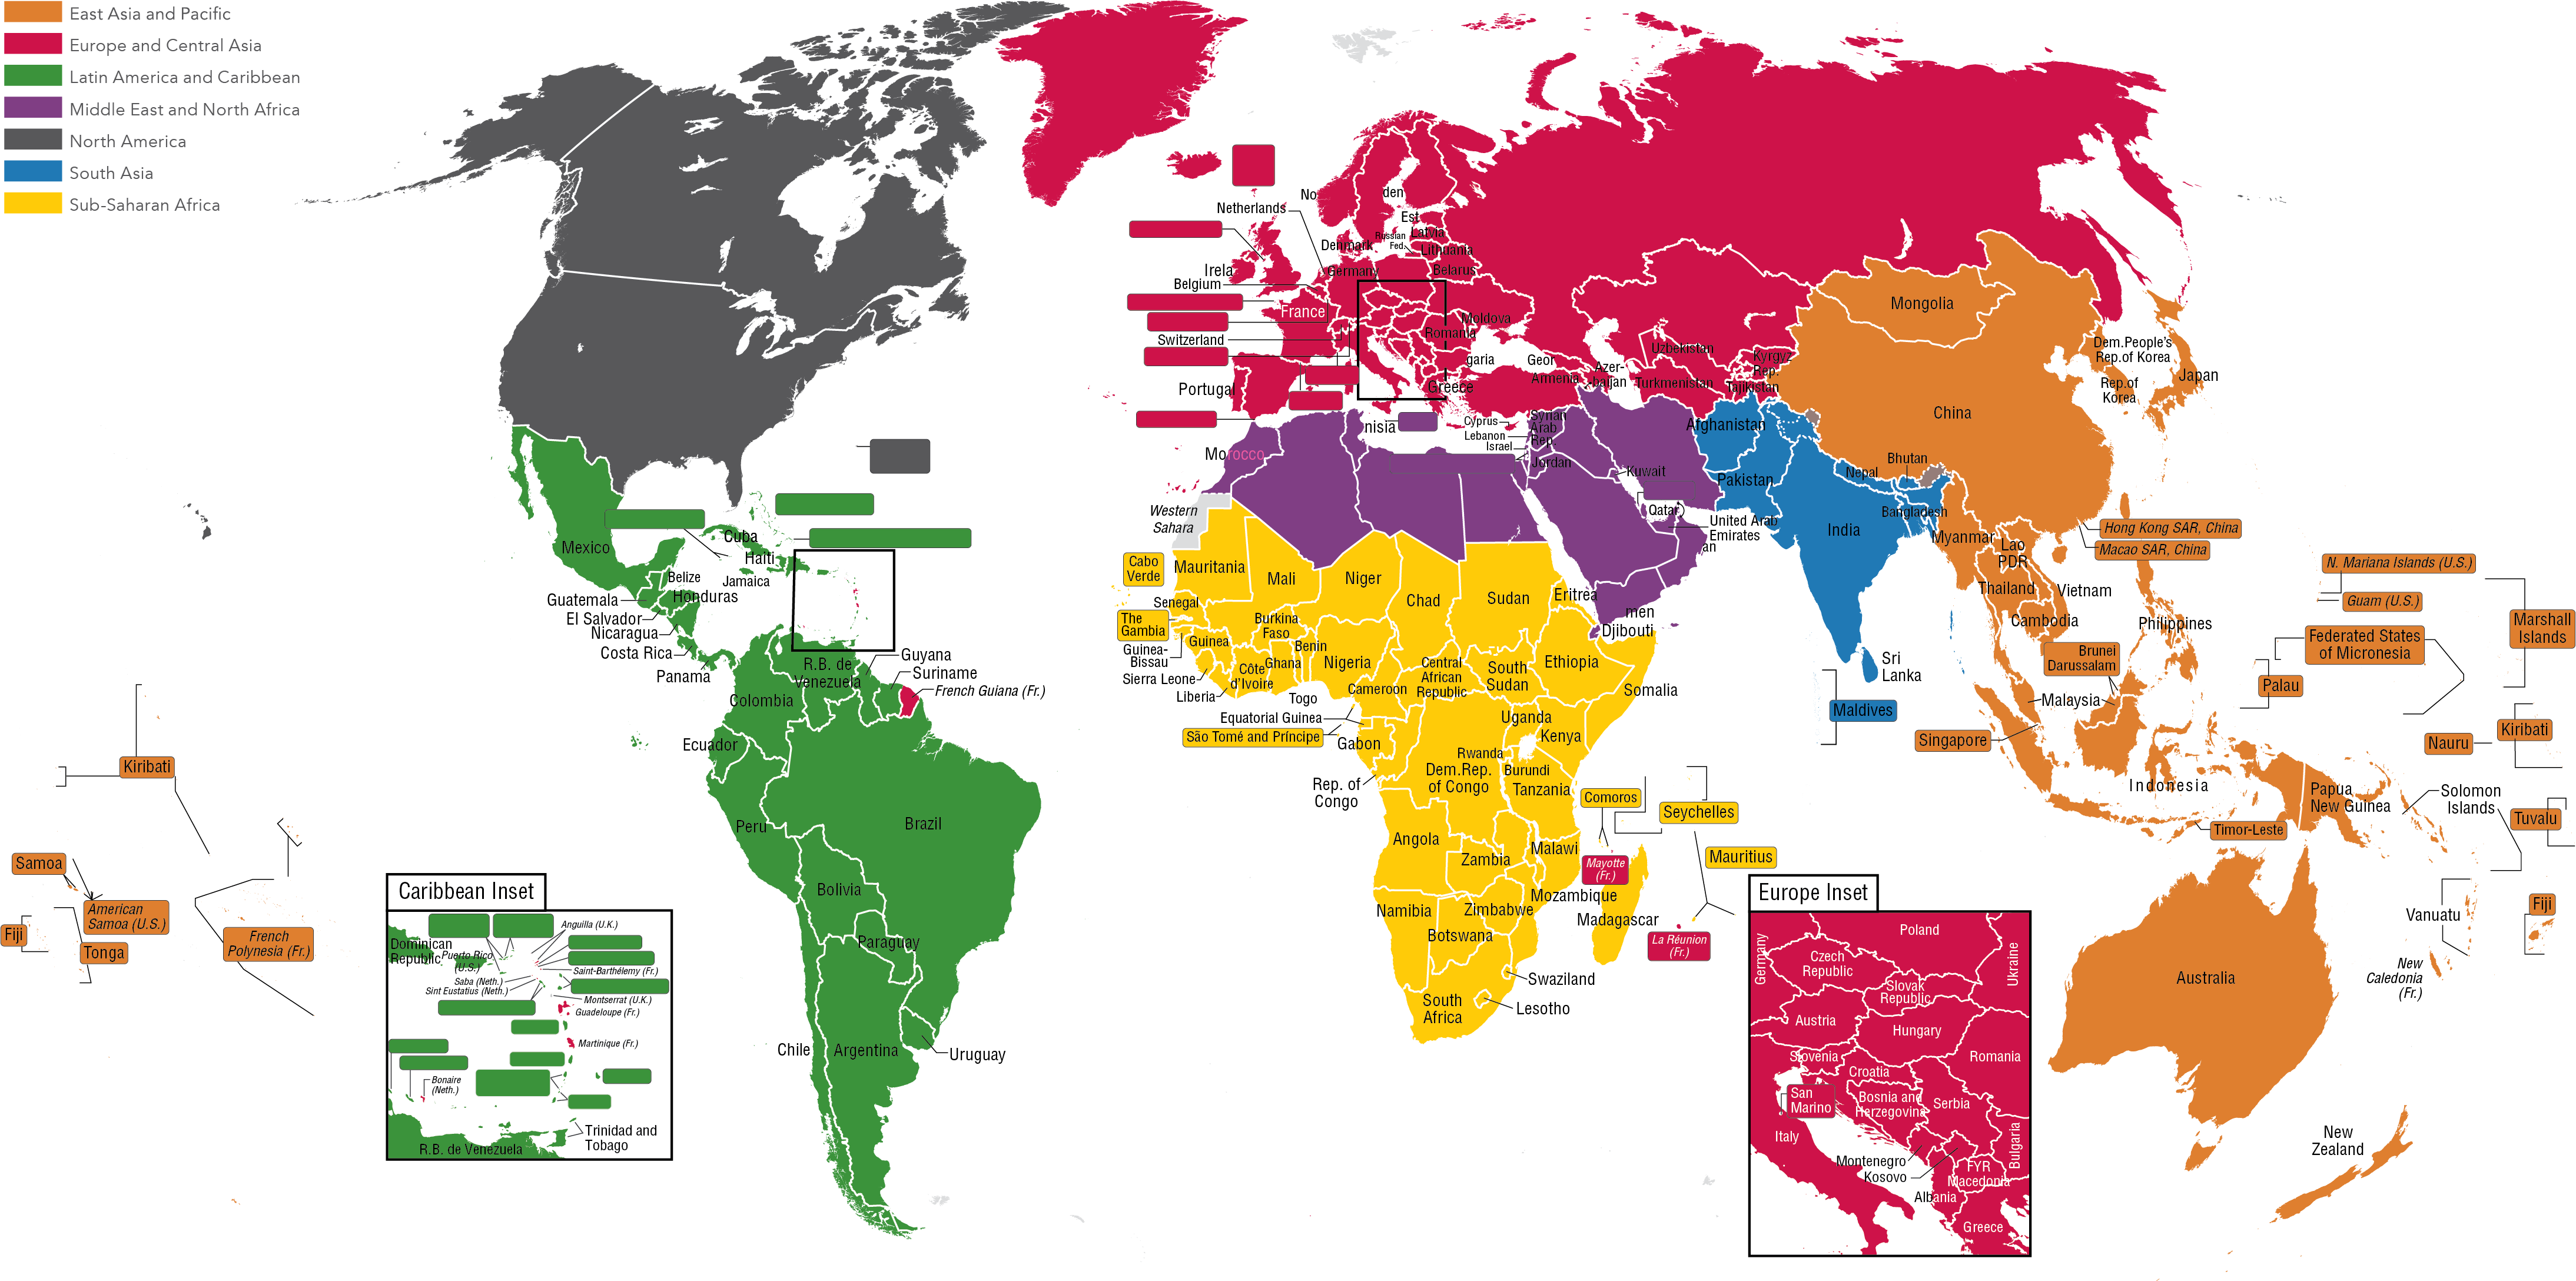 East Asia and Pacific
Europe and Central Asia
Latin America and Caribbean
Middle East and North Africa
North America
South Asia
Sub-Saharan Africa
No
den
Netherlands
Est
Latvia
Russian
Fed.
Lithuania
Denmark
Irela
Germany
Belarus
Belgium
France
Moldova
Romania
Switzerland
garia
Geor
Azer-
baijan
Armenia
Uzbekistan
Kyrgyz
Rep.
Turkmenistan
Tajikistan
Portugal
Greece
Mongolia
Dem.People's
Rep.of Korea
Rep.of
Korea
Japan
China
nisia
Cyprus
Lebanon
Israel
Syrian
Arab
Rep.
Jordan
Morocco
Afghanistan
Kuwait
Pakistan
Nepal
Bhutan
Bangladesh
India
Western
Sahara
Qatar
United Arab
Emirates
an
men
Myanmar
Lao
PDR
Hong Kong SAR, China
Macao SAR, China
Thailand
Vietnam
Cambodia
Philippines
Brunei
Darussalam
Malaysia
Singapore
Indonesia
Timor-Leste
Papua
New Guinea
Sri
Lanka
Maldives
N. Mariana Islands (U.S.)
Guam (U.S.)
Marshall
Islands
Federated States
of Micronesia
Palau
Nauru
Kiribati
Solomon
Islands
Tuvalu
Vanuatu
Fiji
New
Caledonia
(Fr.)
Australia
New
Zealand
Mexico
Cuba
Haiti
Belize
Jamaica
Honduras
Guatemala
El Salvador
Nicaragua
Costa Rica
Panama
R.B. de
Venezuela
Guyana
Suriname
French Guiana (Fr.)
Colombia
Ecuador
Peru
Brazil
Bolivia
Paraguay
Chile
Argentina
Uruguay
Kiribati
Samoa
American
Samoa (U.S.)
Fiji
Tonga
French
Polynesia (Fr.)
Cabo
Verde
Mauritania
Mali
Niger
Chad
Sudan
Eritrea
Djibouti
Senegal
The
Gambia
Guinea-
Bissau
Guinea
Sierra Leone
Liberia
Burkina
Faso
Côte
d'Ivoire
Ghana
Benin
Togo
Nigeria
Cameroon
Central
African
Republic
South
Sudan
Ethiopia
Somalia
Equatorial Guinea
São Tomé and Príncipe
Gabon
Rep. of
Congo
Dem.Rep.
of Congo
Uganda
Kenya
Rwanda
Burundi
Tanzania
Comoros
Seychelles
Mayotte
(Fr.)
Mauritius
La Réunion
(Fr.)
Angola
Zambia
Malawi
Mozambique
Madagascar
Namibia
Zimbabwe
Botswana
Swaziland
Lesotho
South
Africa
Caribbean Inset
Anguilla (U.K.)
Dominican
Republic
Puerto Rico
(U.S.)
Saint-Barthélemy (Fr.)
Saba (Neth.)
Sint Eustatius (Neth.)
Montserrat (U.K.)
Guadeloupe (Fr.)
Martinique (Fr.)
Bonaire
(Neth.)
Trinidad and
Tobago
R.B. de Venezuela
Europe Inset
Poland
Germany
Czech
Republic
Ukraine
Slovak
Republic
Austria
Hungary
Slovenia
Romania
Croatia
San
Marino
Bosnia and
Herzegovina
Serbia
Italy
Bulgaria
Montenegro
Kosovo
FYR
Macedonia
Albania
Greece